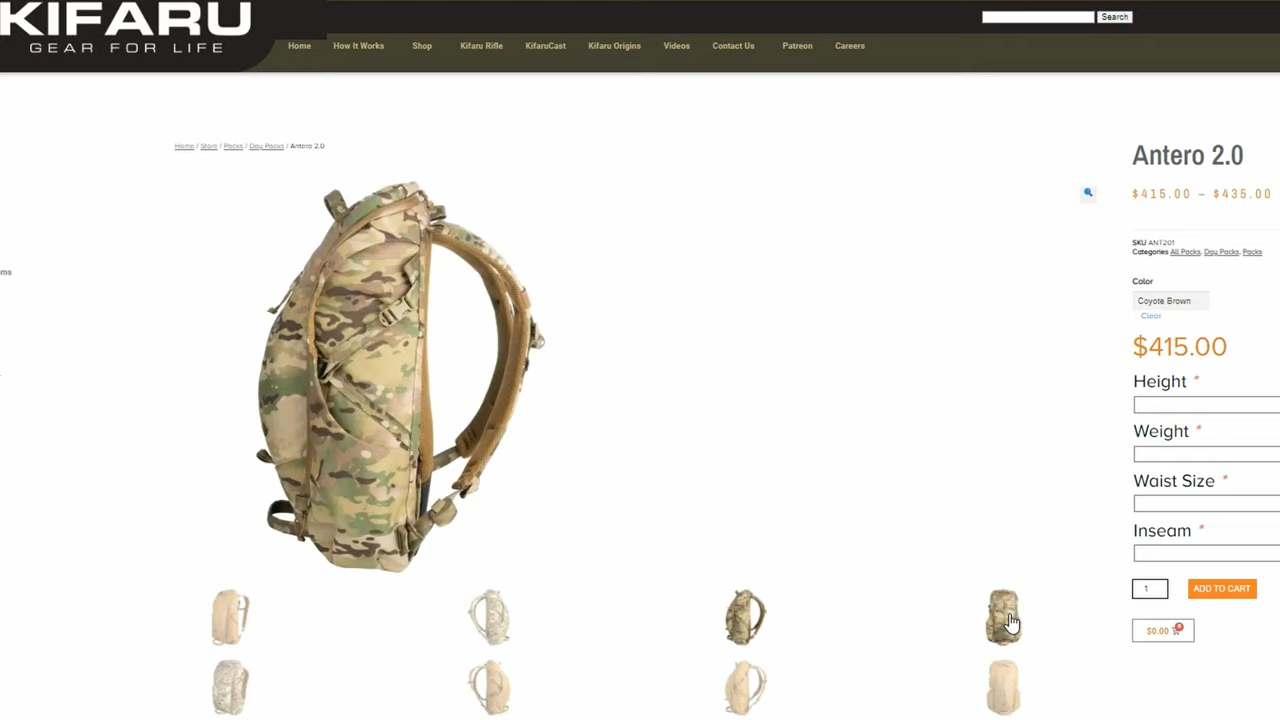 KIFARU
GEAR FOR LIFE
Search
Home How It Works Shop Kifaru Rifle KifaruCast Kifaru Origins Videos Contact Us Patreon Careers
Home / Store / Packs / Day Packs / Antero 2.0
Antero 2.0
$415.00 – $435.00
SKU ANT201
Categories All Packs, Day Packs, Packs
ms
Color
Coyote Brown
Clear
$415.00
Height *
Weight *
Waist Size *
Inseam *
1 ADD TO CART
$0.00 0